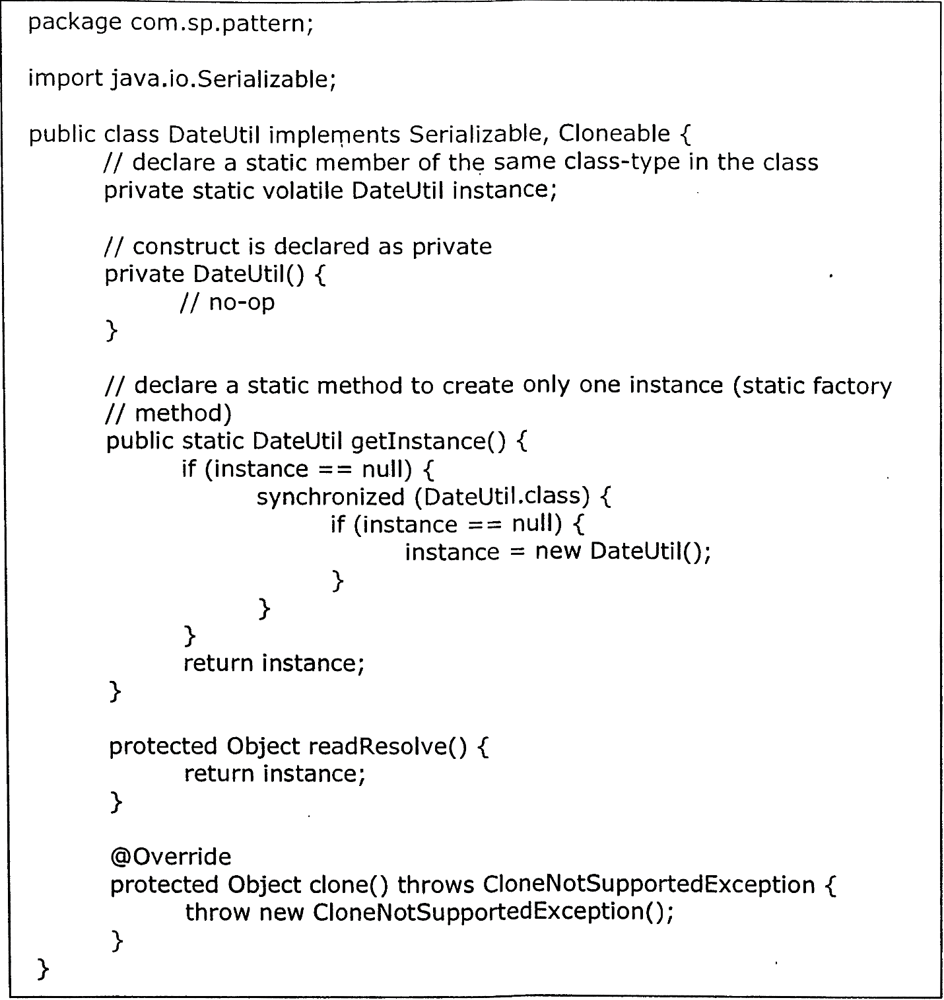 package com.sp.pattern;
import java.io.Serializable;
public class DateUtil implements Serializable, Cloneable {
// declare a static member of the same class-type in the class
private static volatile DateUtil instance;
// construct is declared as private
private DateUtil() {
// no-op
}
// declare a static method to create only one instance (static factory
// method)
public static DateUtil getInstance() {
if (instance == null) {
synchronized (DateUtil.class) {
if (instance == null) {
instance = new DateUtil();
}
}
}
return instance;
}
protected Object readResolve() {
return instance;
}
@Override
protected Object clone() throws CloneNotSupportedException {
throw new CloneNotSupportedException();
}
}